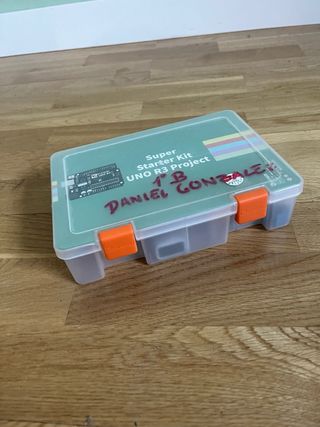 Super
Starter Kit
UNO R3 Project
1ºB
DANIEL GONZALEZ